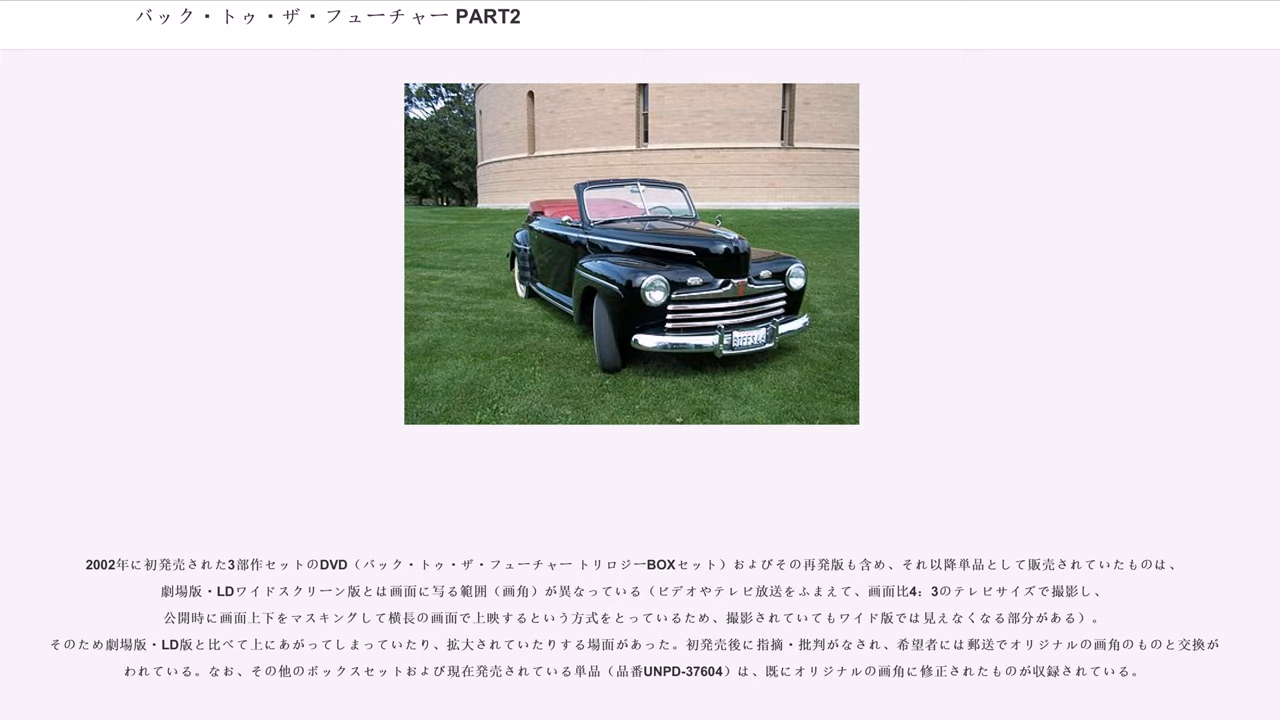 バック・トゥ・ザ・フューチャー PART2
2002年に初発売された3部作セットのDVD（バック・トゥ・ザ・フューチャー トリロジーBOXセット）およびその再発版も含め、それ以降単品として販売されていたものは、
劇場版・LDワイドスクリーン版とは画面に写る範囲（画角）が異なっている（ビデオやテレビ放送をふまえて、画面比4：3のテレビサイズで撮影し、
公開時に画面上下をマスキングして横長の画面で上映するという方式をとっているため、撮影されていてもワイド版では見えなくなる部分がある）。
そのため劇場版・LD版と比べて上にあがってしまっていたり、拡大されていたりする場面があった。初発売後に指摘・批判がなされ、希望者には郵送でオリジナルの画角のものと交換が
われている。なお、その他のボックスセットおよび現在発売されている単品（品番UNPD-37604）は、既にオリジナルの画角に修正されたものが収録されている。